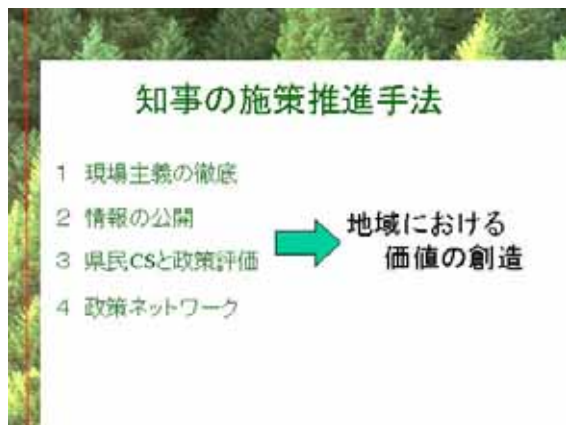 知事の施策推進手法
1 現場主義の徹底
2 情報の公開
3 県民CSと政策評価
4 政策ネットワーク
地域における
価値の創造